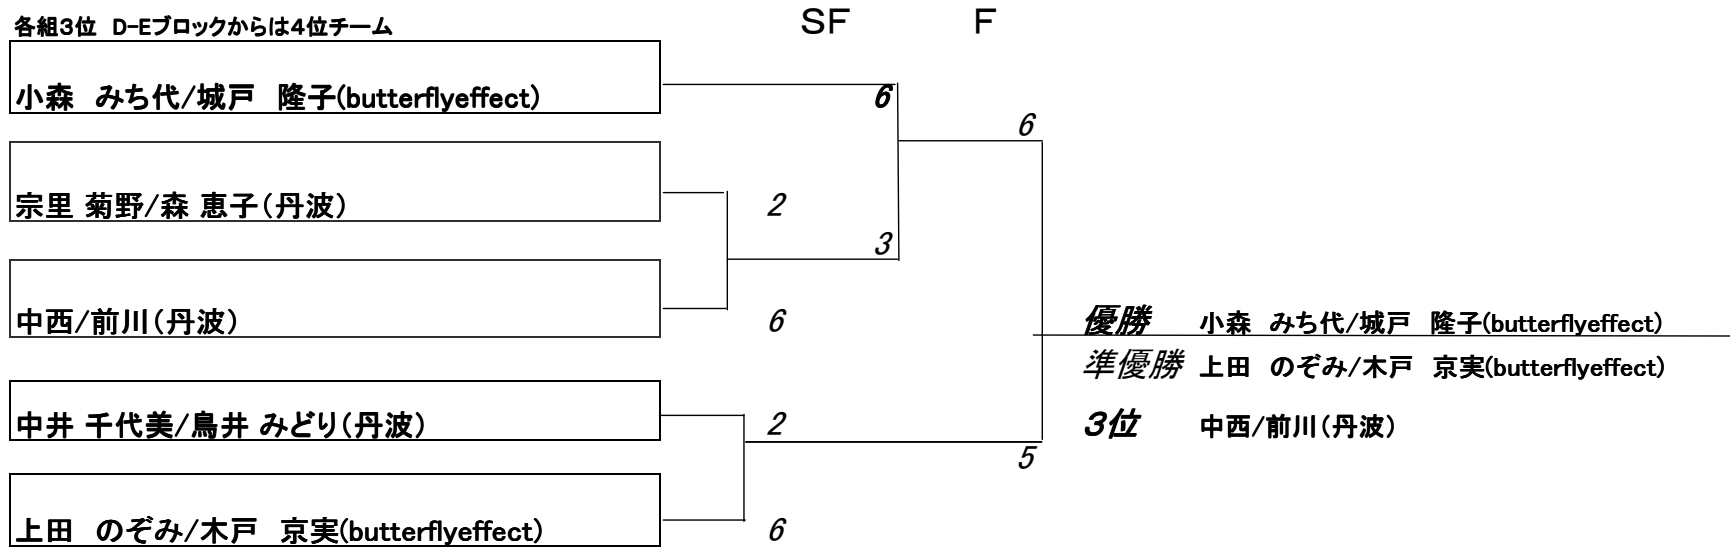 各組3位　D-Eブロックからは4位チーム
SF　F
小森　みち代/城戸　隆子(butterflyeffect)
6
6
宗里 菊野/森 恵子（丹波）
2
3
中西/前川（丹波）
6
優勝　小森　みち代/城戸　隆子(butterflyeffect)
準優勝　上田　のぞみ/木戸　京実(butterflyeffect)
3位　中西/前川（丹波）
中井 千代美/鳥井 みどり（丹波）
2
5
上田　のぞみ/木戸　京実(butterflyeffect)
6